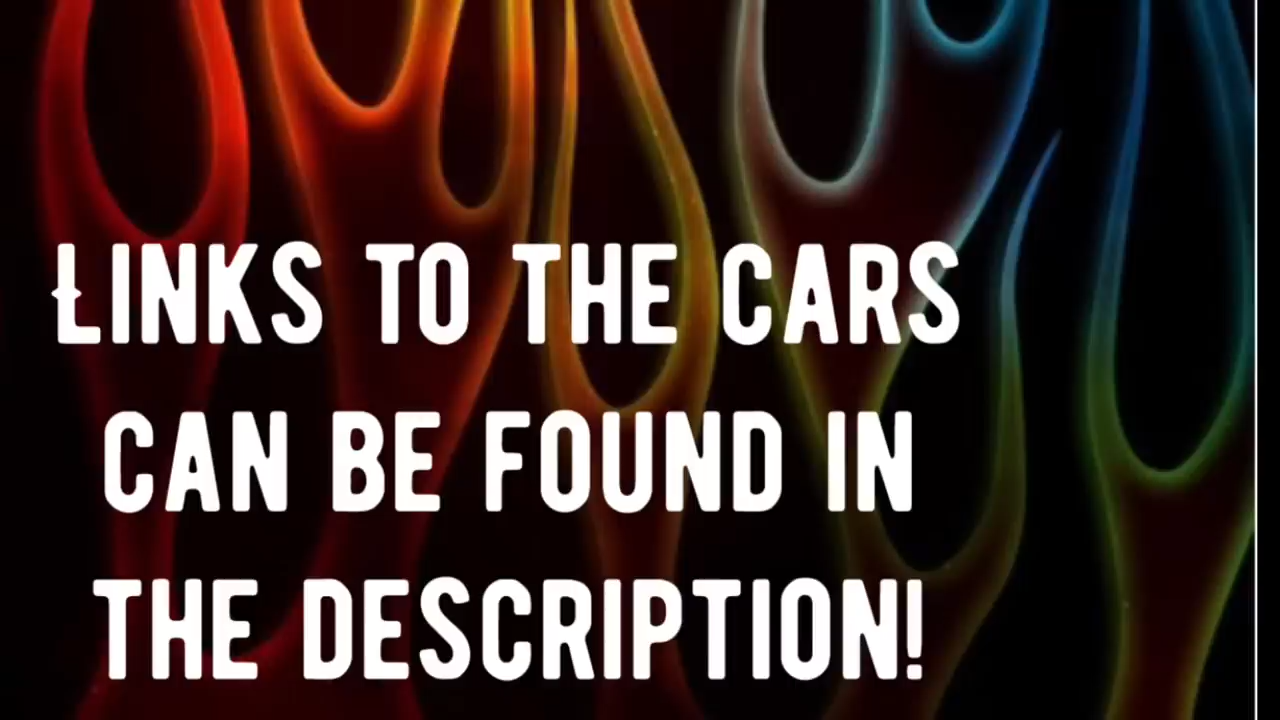 Links to the cars
can be found in
the description!